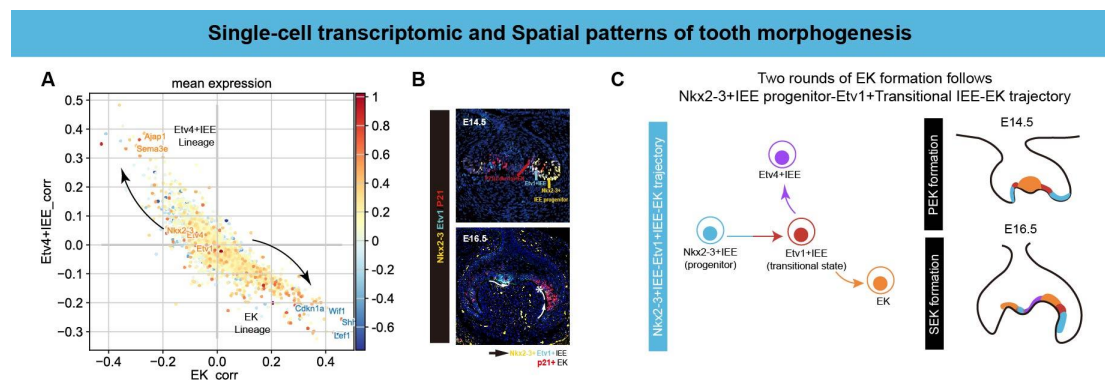 Single-cell transcriptomic and Spatial patterns of tooth morphogenesis
A
mean expression
0.5
0.4
0.3
0.2
0.1
0.0
−0.1
−0.2
−0.3
Etv4+IEE_corr
−0.4
−0.2
0.0
0.2
0.4
EK_corr
1
0.8
0.6
0.4
0.2
0
−0.2
−0.4
−0.6
Etv4+IEE
Lineage
Ajap1
Sema3e
Nkx2-3
Etv4
Etv1
EK
Lineage
Cdkn1a
Wif1
Shh
Lef1
B
Nkx2-3 Etv1 P21
E14.5
Etv1+IEE
Nkx2-3+
IEE progenitor
E16.5
*
Nkx2-3+ Etv1+ IEE
p21+ EK
C
Two rounds of EK formation follows
Nkx2-3+IEE progenitor-Etv1+Transitional IEE-EK trajectory
Nkx2-3+IEE-Etv1+IEE-EK trajectory
Etv4+IEE
Nkx2-3+IEE
(progenitor)
Etv1+IEE
(transitional state)
EK
PEK formation
E14.5
SEK formation
E16.5